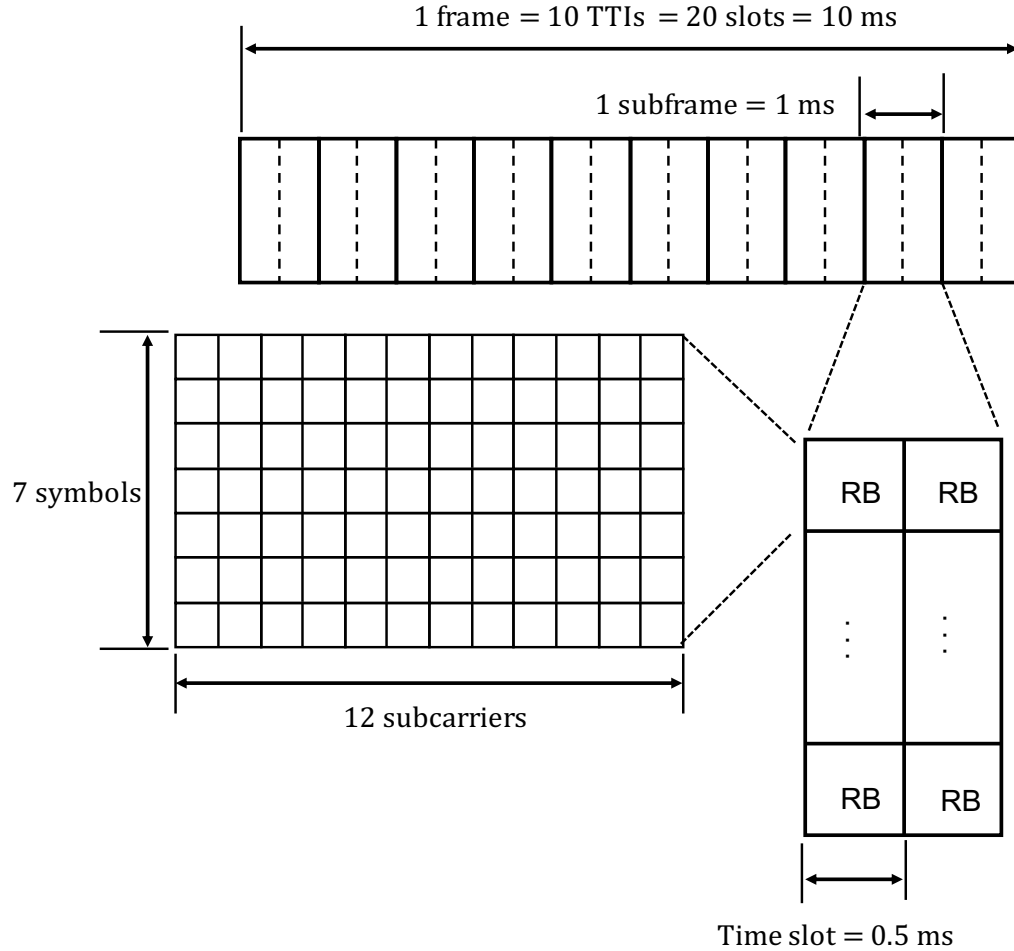 1 frame = 10 TTIs = 20 slots = 10 ms
1 subframe = 1 ms
7 symbols
RB RB
⋮ ⋮
12 subcarriers
RB RB
Time slot = 0.5 ms